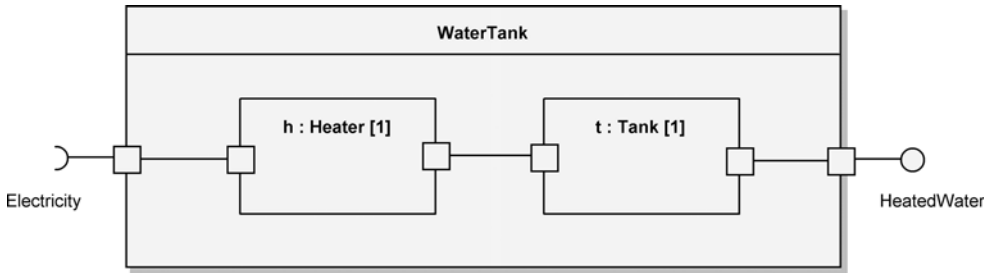 WaterTank
h : Heater [1]
t : Tank [1]
Electricity
HeatedWater